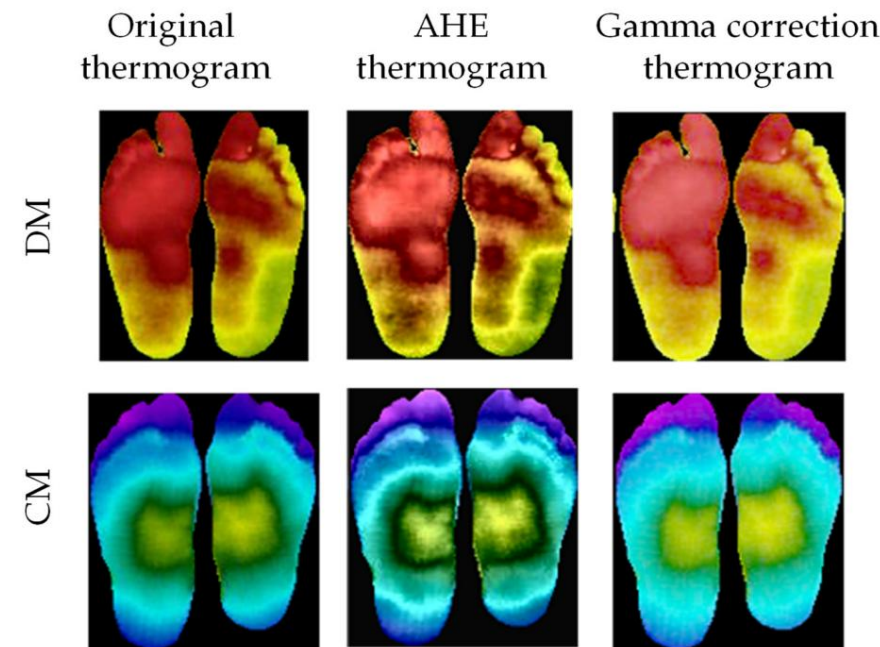 Original thermogram
AHE thermogram
Gamma correction thermogram
DM
CM